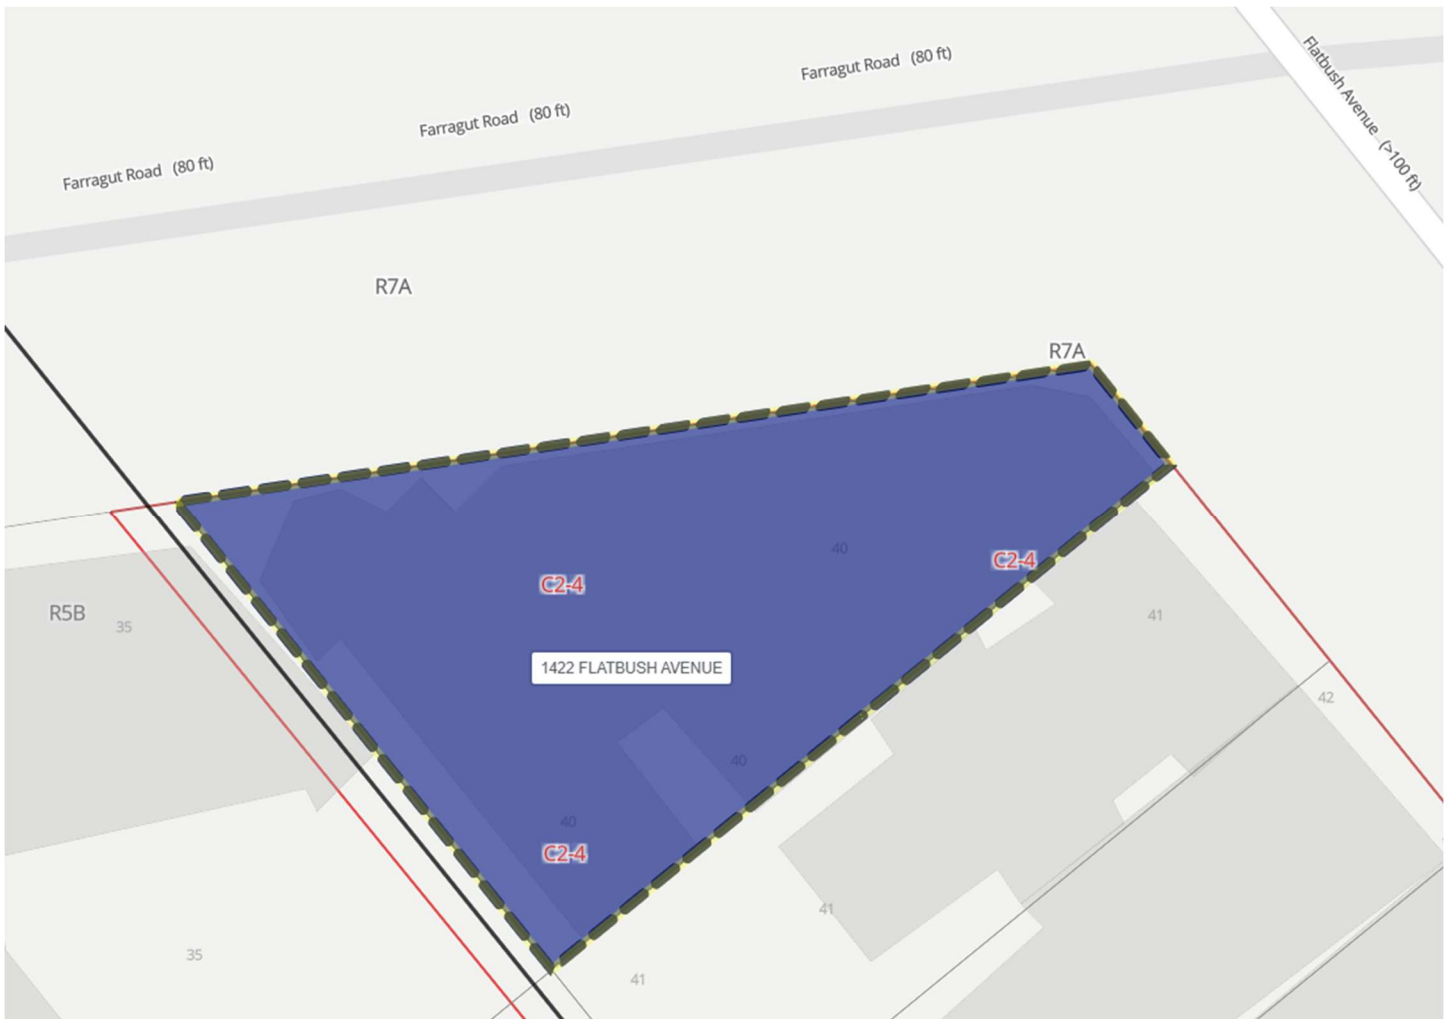 Farragut Road (80 ft)
Farragut Road (80 ft)
Farragut Road (80 ft)
Flatbush Avenue (>100 ft)
R7A
R7A
40
C2-4
C2-4
R5B
35
41
1422 FLATBUSH AVENUE
42
40
40
C2-4
41
35
41